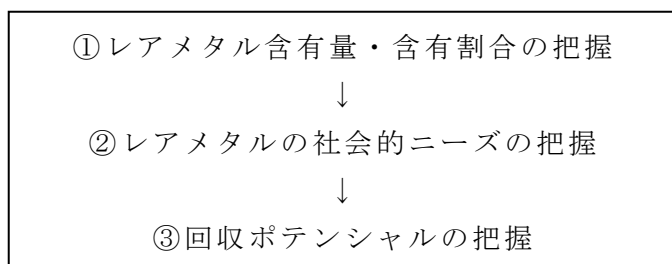 ①レアメタル含有量・含有割合の把握
↓
②レアメタルの社会的ニーズの把握
↓
③回収ポテンシャルの把握